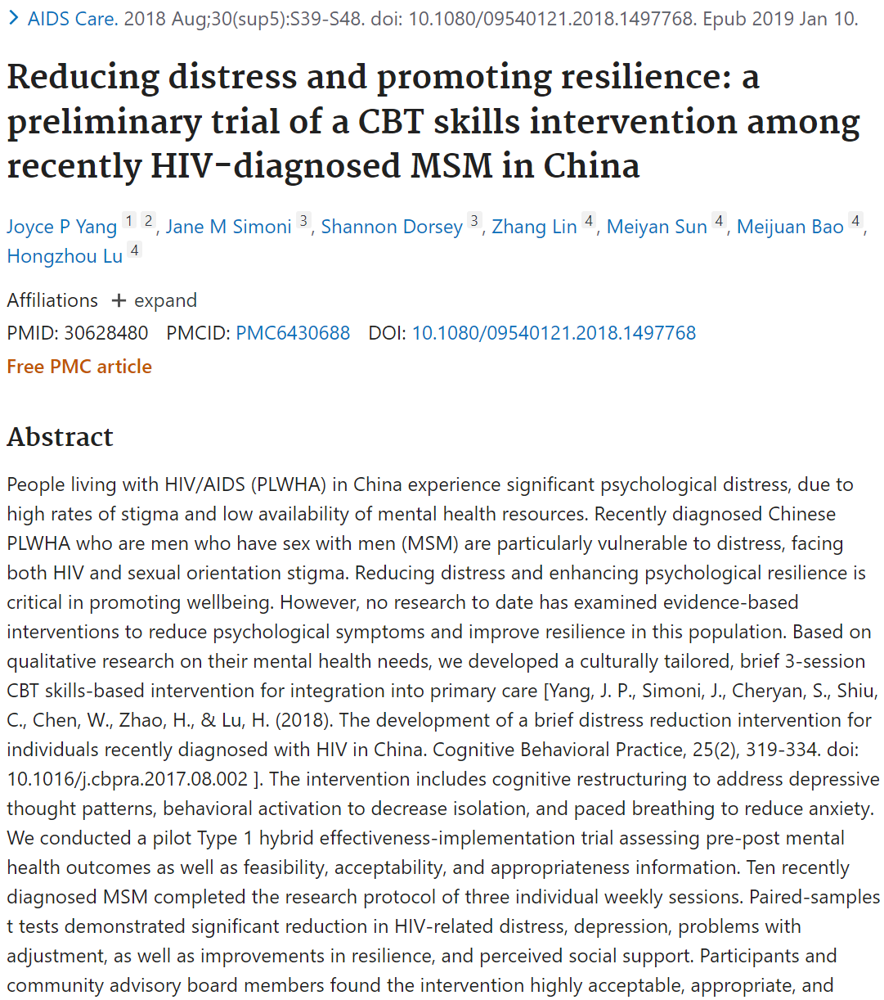 > AIDS Care. 2018 Aug;30(sup5):S39-S48. doi: 10.1080/09540121.2018.1497768. Epub 2019 Jan 10.
Reducing distress and promoting resilience: a
preliminary trial of a CBT skills intervention among
recently HIV-diagnosed MSM in China
Joyce P Yang 1 2, Jane M Simoni 3, Shannon Dorsey 3, Zhang Lin 4, Meiyan Sun 4, Meijuan Bao 4,
Hongzhou Lu 4
Affiliations + expand
PMID: 30628480 PMCID: PMC6430688 DOI: 10.1080/09540121.2018.1497768
Free PMC article
Abstract
People living with HIV/AIDS (PLWHA) in China experience significant psychological distress, due to
high rates of stigma and low availability of mental health resources. Recently diagnosed Chinese
PLWHA who are men who have sex with men (MSM) are particularly vulnerable to distress, facing
both HIV and sexual orientation stigma. Reducing distress and enhancing psychological resilience is
critical in promoting wellbeing. However, no research to date has examined evidence-based
interventions to reduce psychological symptoms and improve resilience in this population. Based on
qualitative research on their mental health needs, we developed a culturally tailored, brief 3-session
CBT skills-based intervention for integration into primary care [Yang, J. P., Simoni, J., Cheryan, S., Shiu,
C., Chen, W., Zhao, H., & Lu, H. (2018). The development of a brief distress reduction intervention for
individuals recently diagnosed with HIV in China. Cognitive Behavioral Practice, 25(2), 319-334. doi:
10.1016/j.cbpra.2017.08.002 ]. The intervention includes cognitive restructuring to address depressive
thought patterns, behavioral activation to decrease isolation, and paced breathing to reduce anxiety.
We conducted a pilot Type 1 hybrid effectiveness-implementation trial assessing pre-post mental
health outcomes as well as feasibility, acceptability, and appropriateness information. Ten recently
diagnosed MSM completed the research protocol of three individual weekly sessions. Paired-samples
t tests demonstrated significant reduction in HIV-related distress, depression, problems with
adjustment, as well as improvements in resilience, and perceived social support. Participants and
community advisory board members found the intervention highly acceptable, appropriate, and